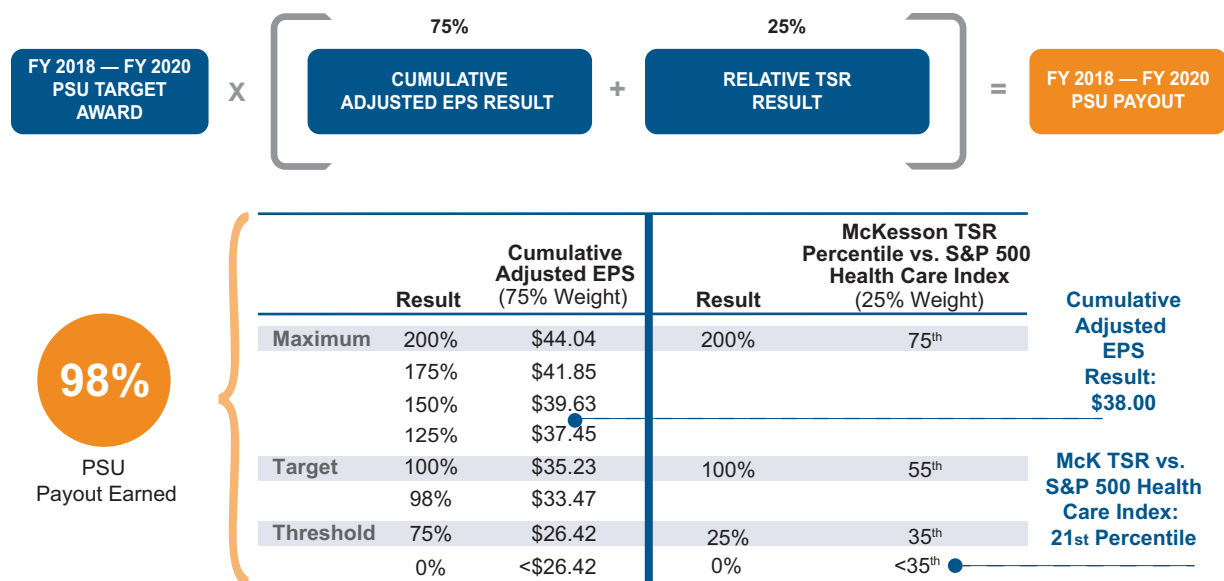 75%
25%
FY 2018 — FY 2020
PSU TARGET
AWARD
X
CUMULATIVE
ADJUSTED EPS RESULT
+
RELATIVE TSR
RESULT
=
FY 2018 — FY 2020
PSU PAYOUT
98%
PSU
Payout Earned
Result
Cumulative
Adjusted EPS
(75% Weight)
Result
McKesson TSR
Percentile vs. S&P 500
Health Care Index
(25% Weight)
Maximum 200% $44.04 200% 75th
175% $41.85
150% $39.63
125% $37.45
Target 100% $35.23 100% 55th
98% $33.47
Threshold 75% $26.42 25% 35th
0% <$26.42 0% <35th
Cumulative
Adjusted
EPS
Result:
$38.00
McK TSR vs.
S&P 500 Health
Care Index:
21st Percentile